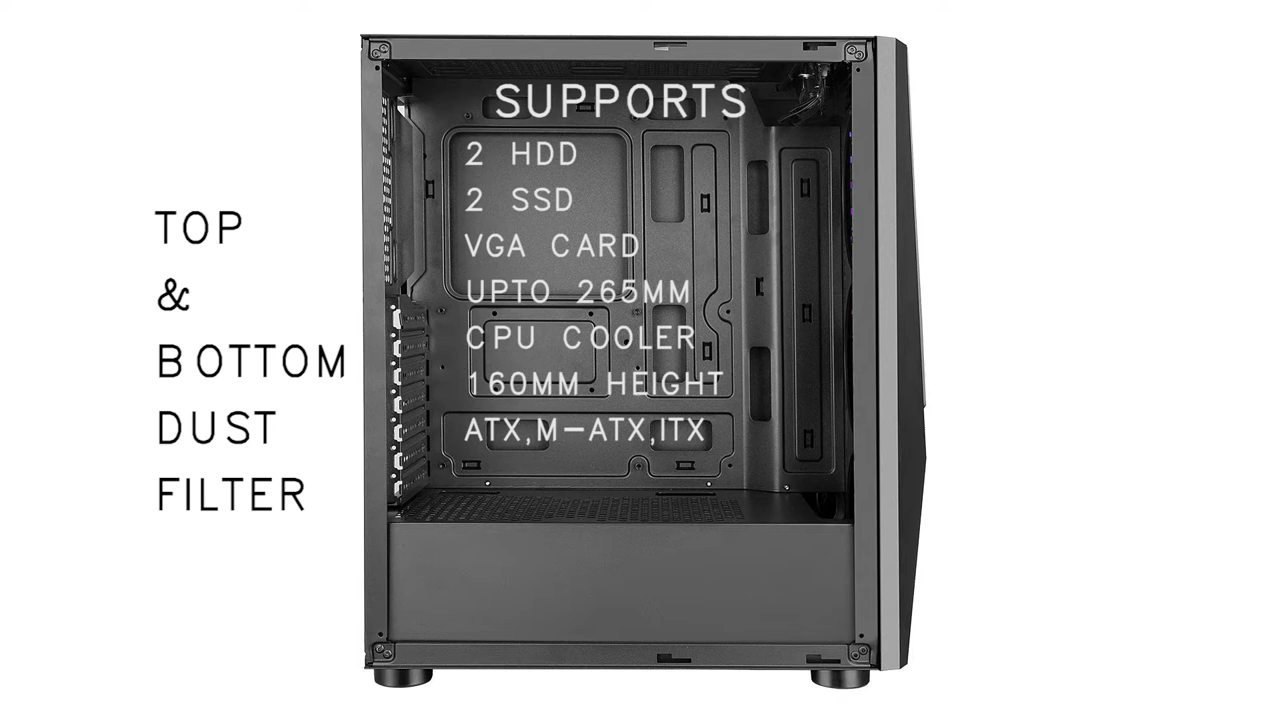 TOP
&
BOTTOM
DUST
FILTER
SUPPORTS
2 HDD
2 SSD
VGA CARD
UPTO 265MM
CPU COOLER
160MM HEIGHT
ATX,M-ATX,ITX